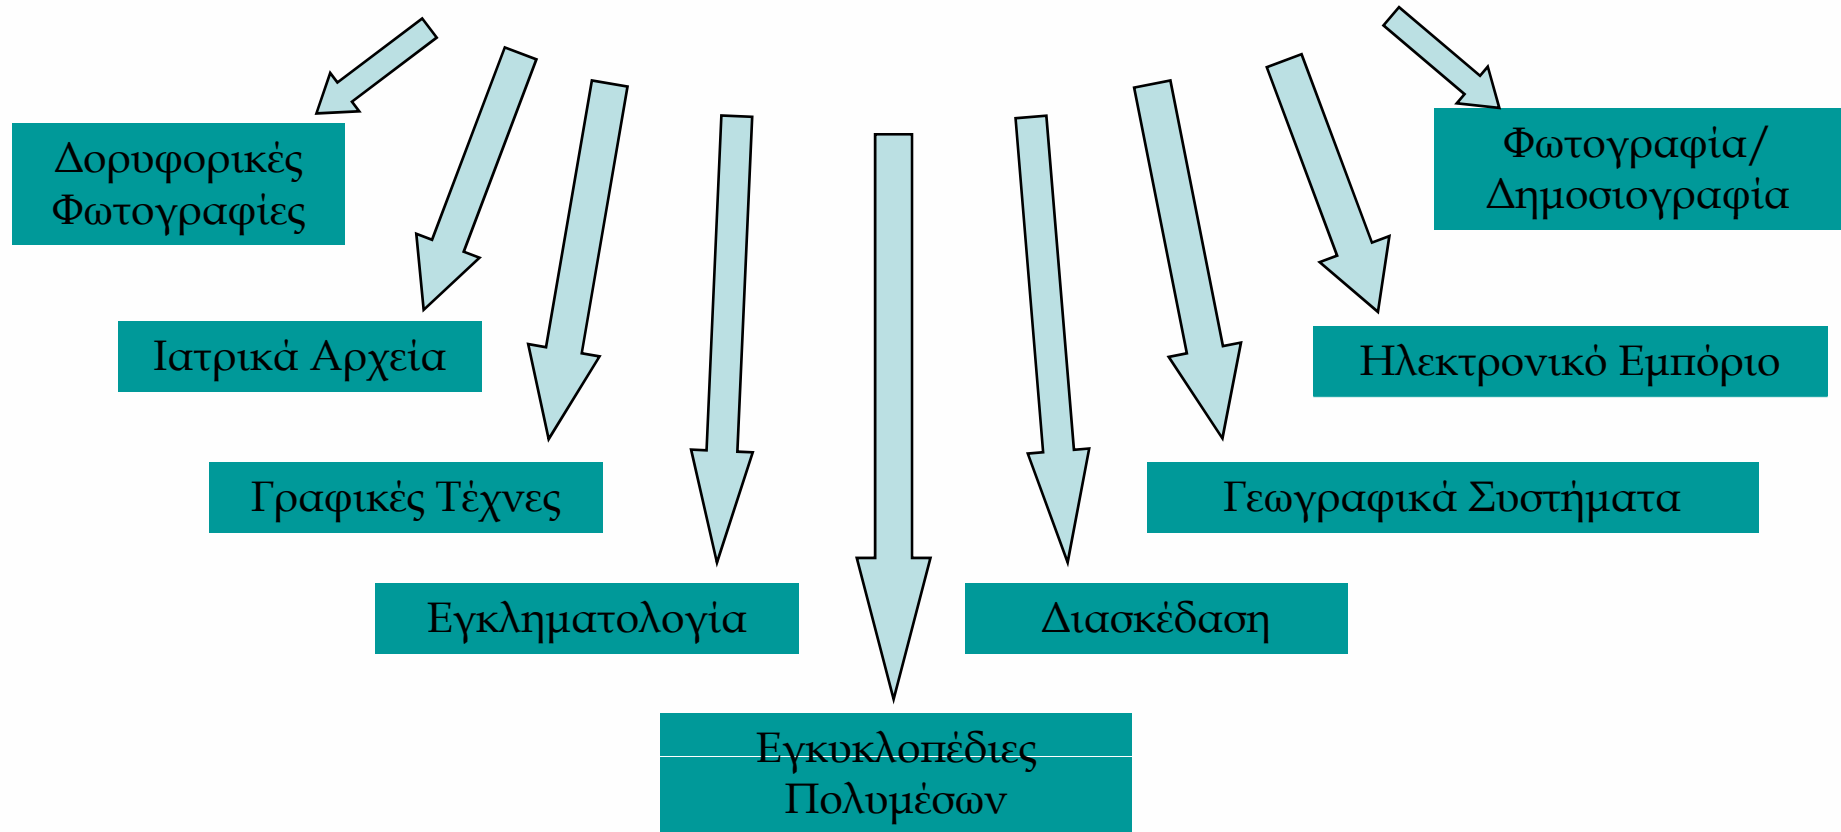 Δορυφορικές
Φωτογραφίες
Φωτογραφία/
Δημοσιογραφία
Ιατρικά Αρχεία
Ηλεκτρονικό Εμπόριο
Γραφικές Τέχνες
Γεωγραφικά Συστήματα
Εγκληματολογία
Διασκέδαση
Εγκυκλοπέδιες
Πολυμέσων